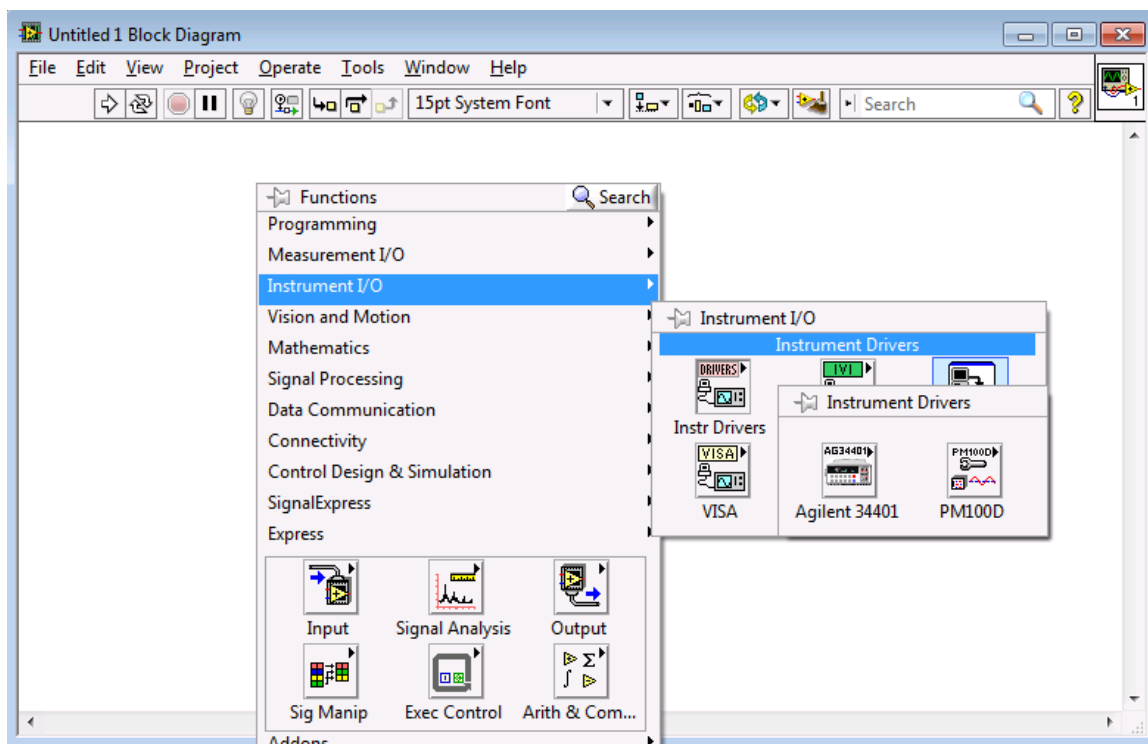 Untitled 1 Block Diagram
File Edit View Project Operate Tools Window Help
15pt System Font Search
1
Functions Search
Programming
Measurement I/O
Instrument I/O
Vision and Motion
Mathematics
Signal Processing
Data Communication
Connectivity
Control Design & Simulation
SignalExpress
Express
Input Signal Analysis Output
Sig Manip Exec Control Arith & Com...
Addons
Instrument I/O
Instrument Drivers
DRIVERS IVI
Instr Drivers
VISA
VISA
Instrument Drivers
AG34401 PM100D
Agilent 34401 PM100D